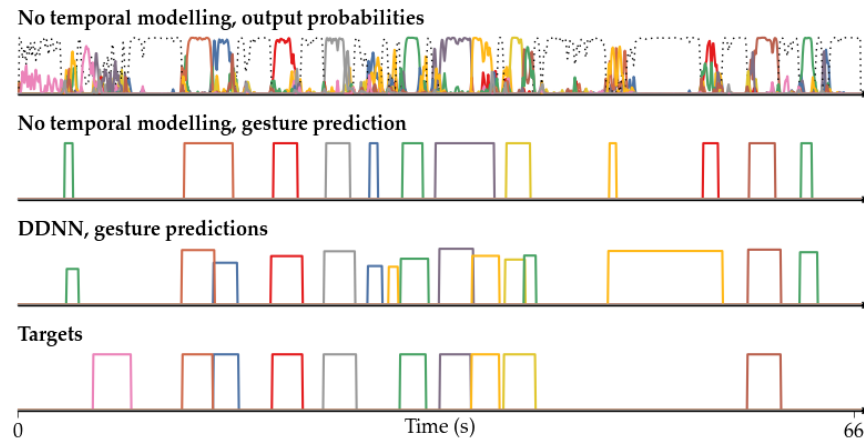 No temporal modelling, output probabilities
No temporal modelling, gesture prediction
DDNN, gesture predictions
Targets
0
Time (s)
66